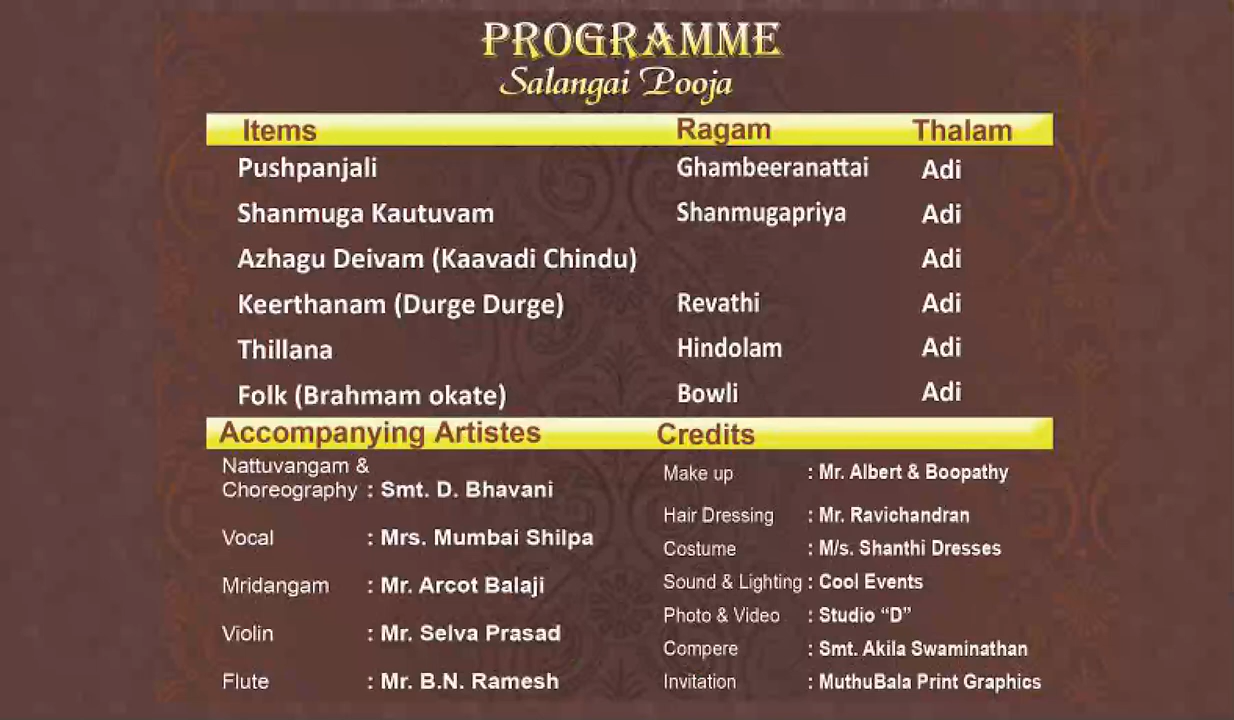 PROGRAMME
Salangai Pooja
Items Ragam Thalam
Pushpanjali Ghambeeranattai Adi
Shanmuga Kautuvam Shanmugapriya Adi
Azhagu Deivam (Kaavadi Chindu) Adi
Keerthanam (Durge Durge) Revathi Adi
Thillana Hindolam Adi
Folk (Brahmam okate) Bowli Adi
Accompanying Artistes
Nattuvangam &
Choreography : Smt. D. Bhavani
Vocal : Mrs. Mumbai Shilpa
Mridangam : Mr. Arcot Balaji
Violin : Mr. Selva Prasad
Flute : Mr. B.N. Ramesh
Credits
Make up : Mr. Albert & Boopathy
Hair Dressing : Mr. Ravichandran
Costume : M/s. Shanthi Dresses
Sound & Lighting : Cool Events
Photo & Video : Studio “D”
Compere : Smt. Akila Swaminathan
Invitation : MuthuBala Print Graphics